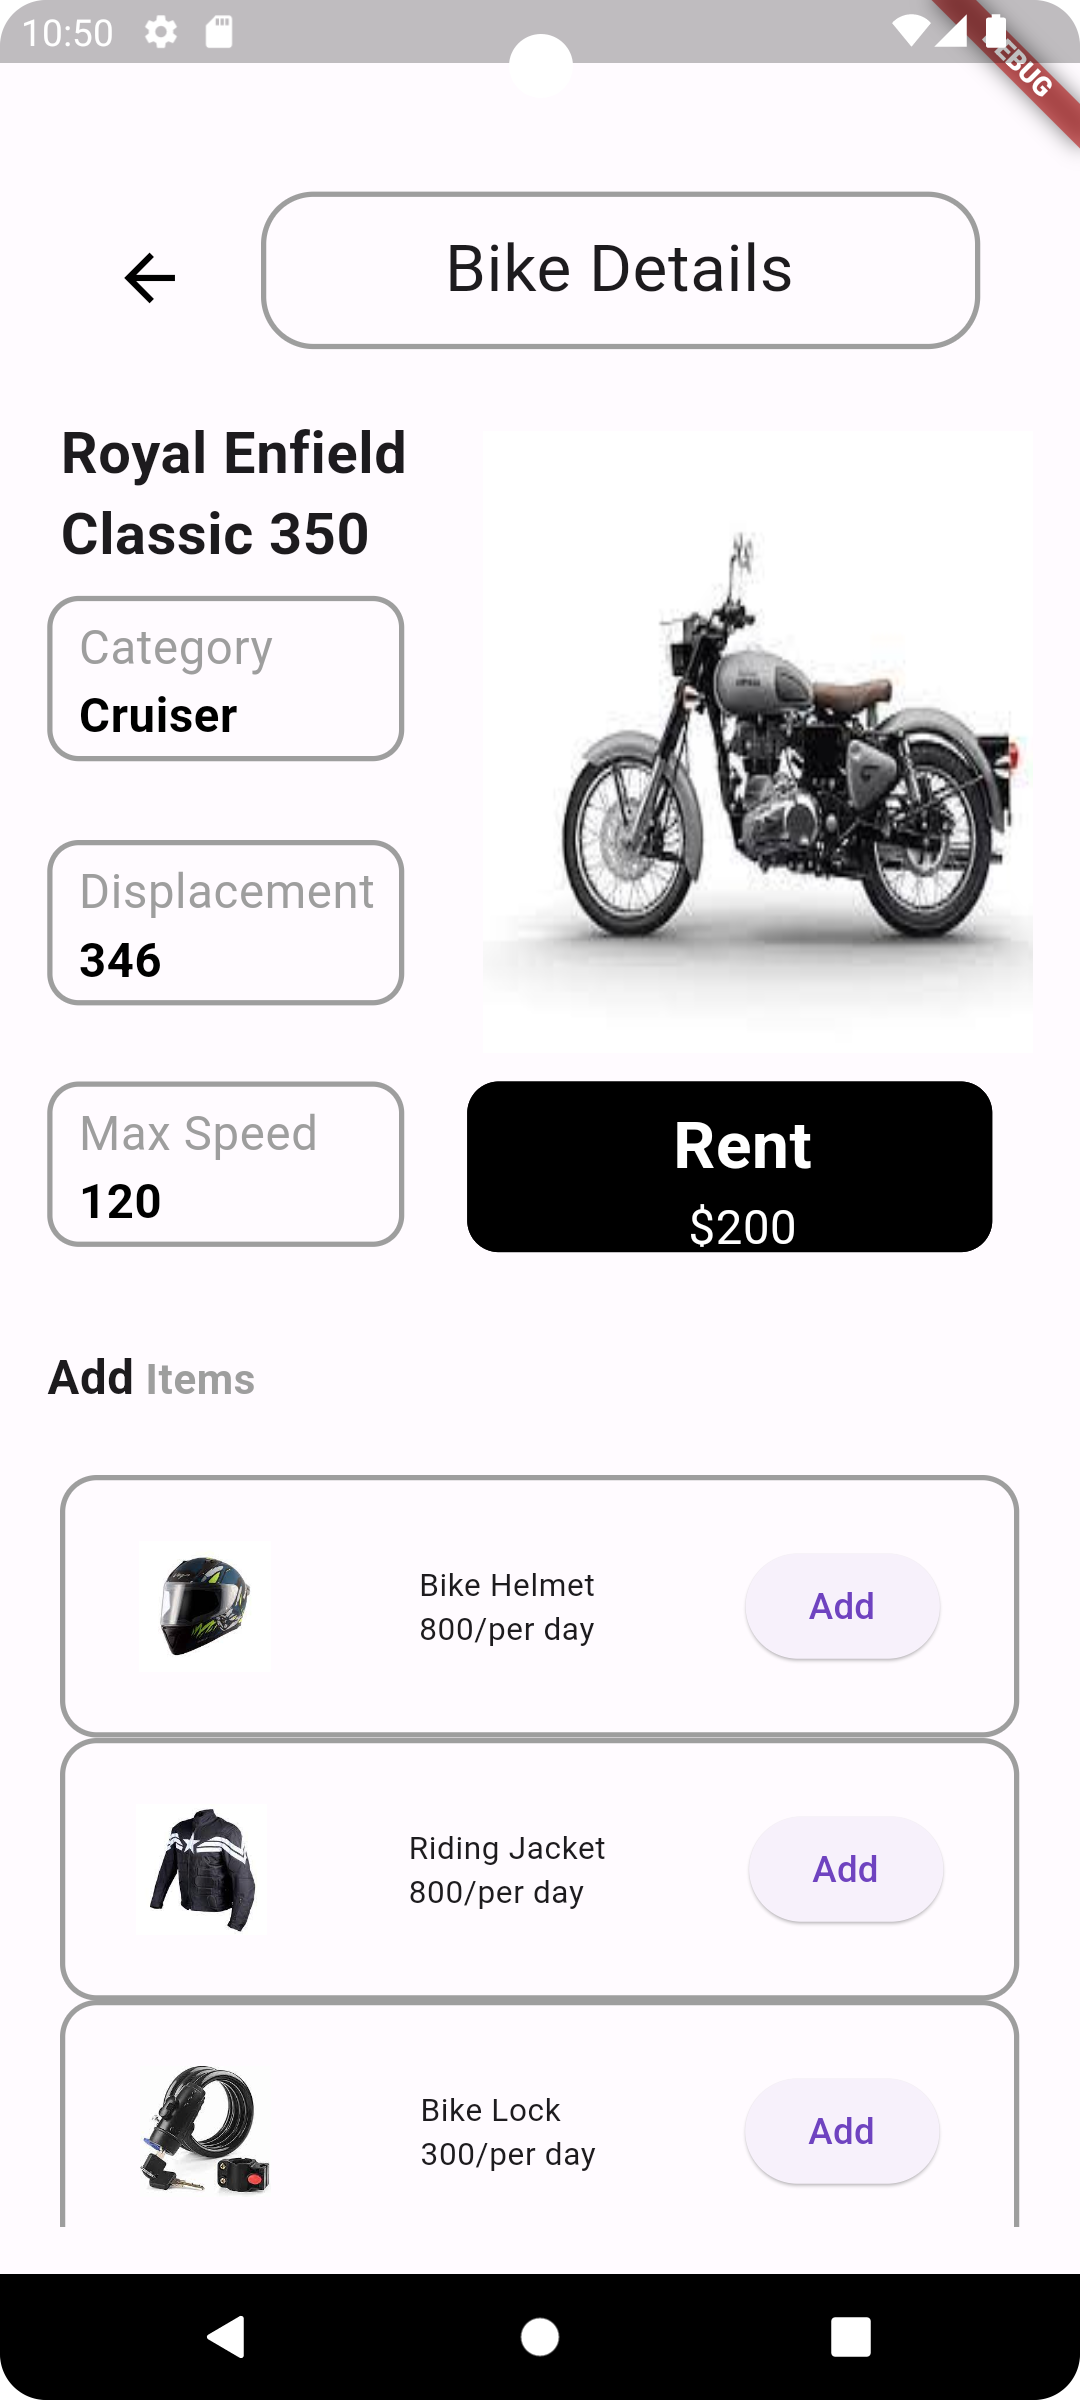 10:50
DEBUG
Bike Details
Royal Enfield
Classic 350
Category
Cruiser
Displacement
346
Max Speed
120
Rent
$200
Add Items
Bike Helmet
800/per day
Add
Riding Jacket
800/per day
Add
Bike Lock
300/per day
Add